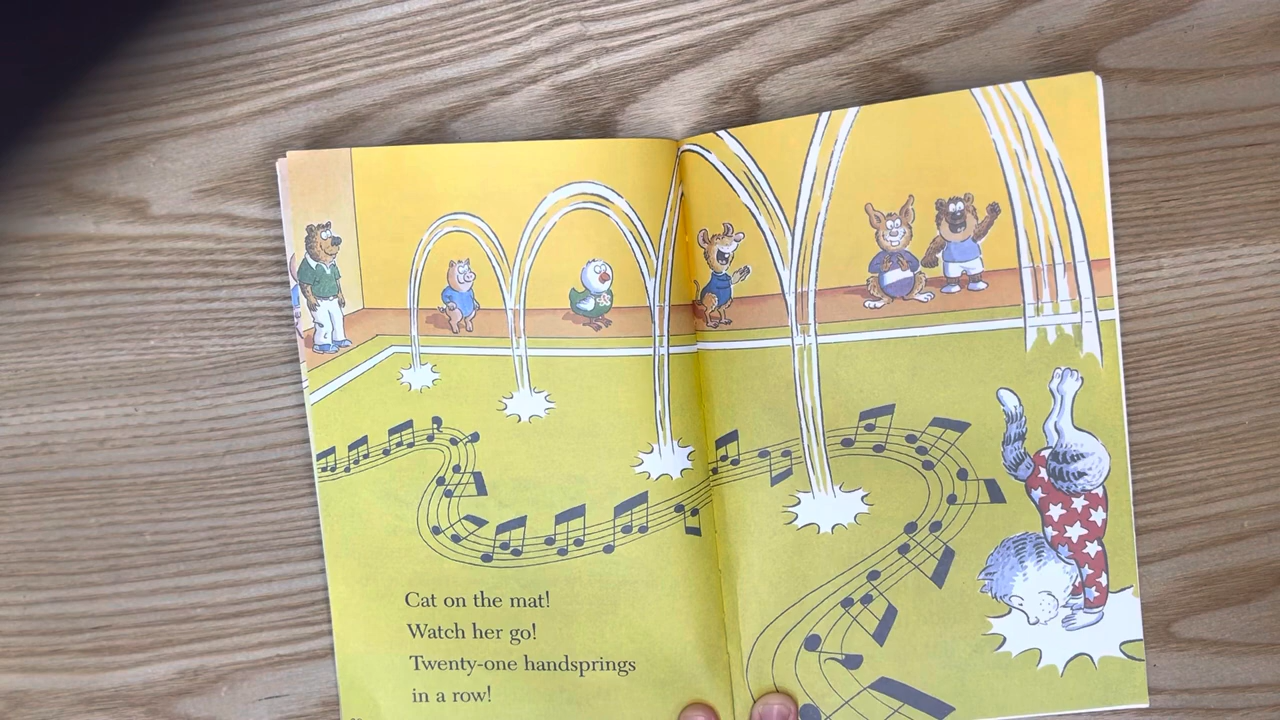 Cat on the mat!
Watch her go!
Twenty-one handsprings
in a row!